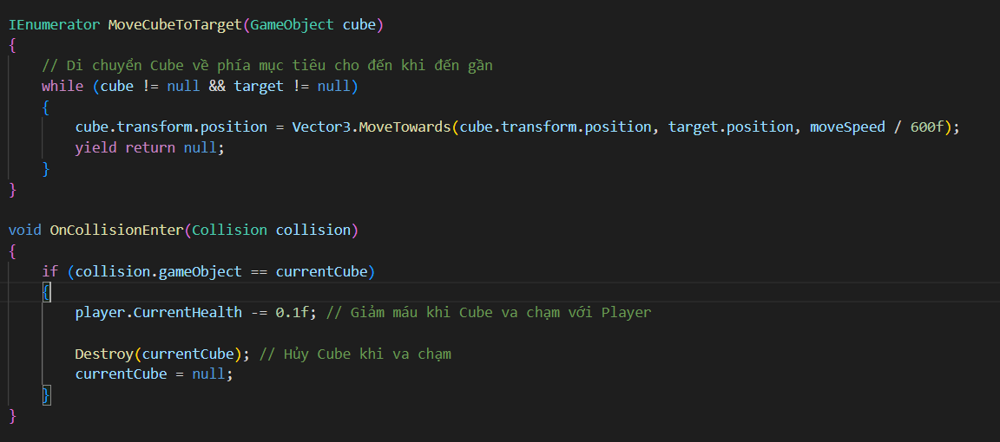 IEnumerator MoveCubeToTarget(GameObject cube)
{
    // Di chuyển Cube về phía mục tiêu cho đến khi đến gần
    while (cube != null && target != null)
    {
        cube.transform.position = Vector3.MoveTowards(cube.transform.position, target.position, moveSpeed / 600f);
        yield return null;
    }
}

void OnCollisionEnter(Collision collision)
{
    if (collision.gameObject == currentCube)
    {
        player.CurrentHealth -= 0.1f; // Giảm máu khi Cube va chạm với Player

        Destroy(currentCube); // Hủy Cube khi va chạm
        currentCube = null;
    }
}